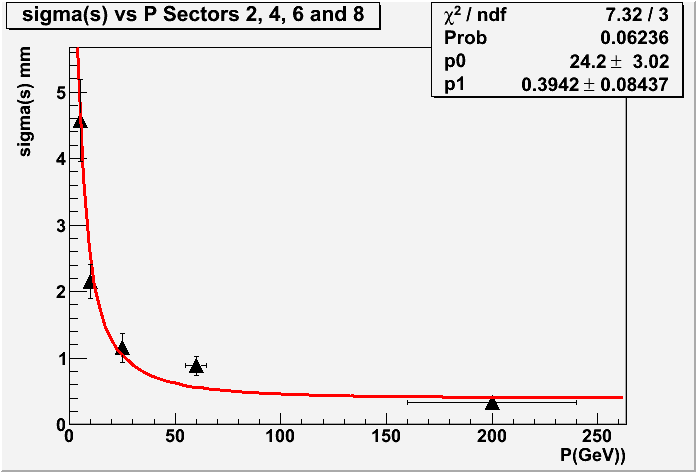 sigma(s) vs P Sectors 2, 4, 6 and 8
χ² / ndf 7.32 / 3
Prob 0.06236
p0 24.2 ± 3.02
p1 0.3942 ± 0.08437
sigma(s) mm
5
4
3
2
1
0
0 50 100 150 200 250
P(GeV))